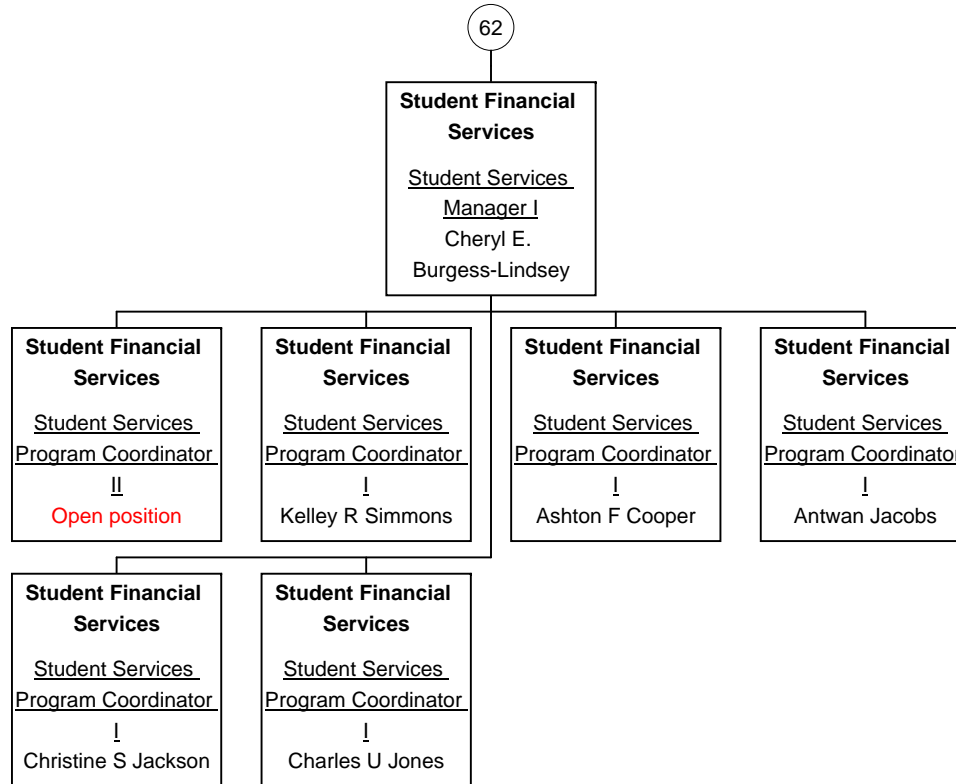 62
Student Financial
Services
Student Services
Manager I
Cheryl E.
Burgess-Lindsey
Student Financial
Services
Student Services
Program Coordinator
II
Open position
Student Financial
Services
Student Services
Program Coordinator
I
Kelley R Simmons
Student Financial
Services
Student Services
Program Coordinator
I
Ashton F Cooper
Student Financial
Services
Student Services
Program Coordinator
I
Antwan Jacobs
Student Financial
Services
Student Services
Program Coordinator
I
Christine S Jackson
Student Financial
Services
Student Services
Program Coordinator
I
Charles U Jones